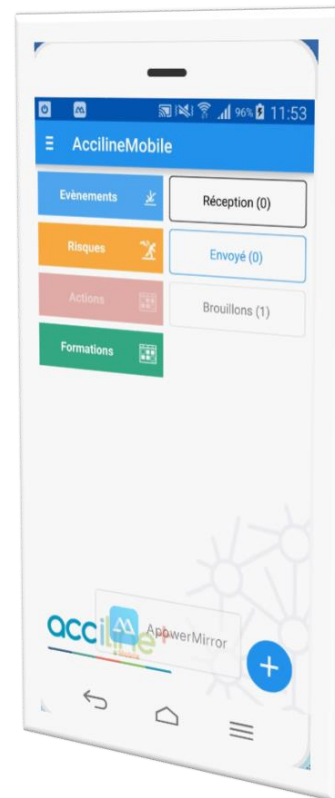 96% 11:53
AccilineMobile
Evènements
Réception (0)
Risques
Envoyé (0)
Actions
Brouillons (1)
Formations
acciline+
ApowerMirror